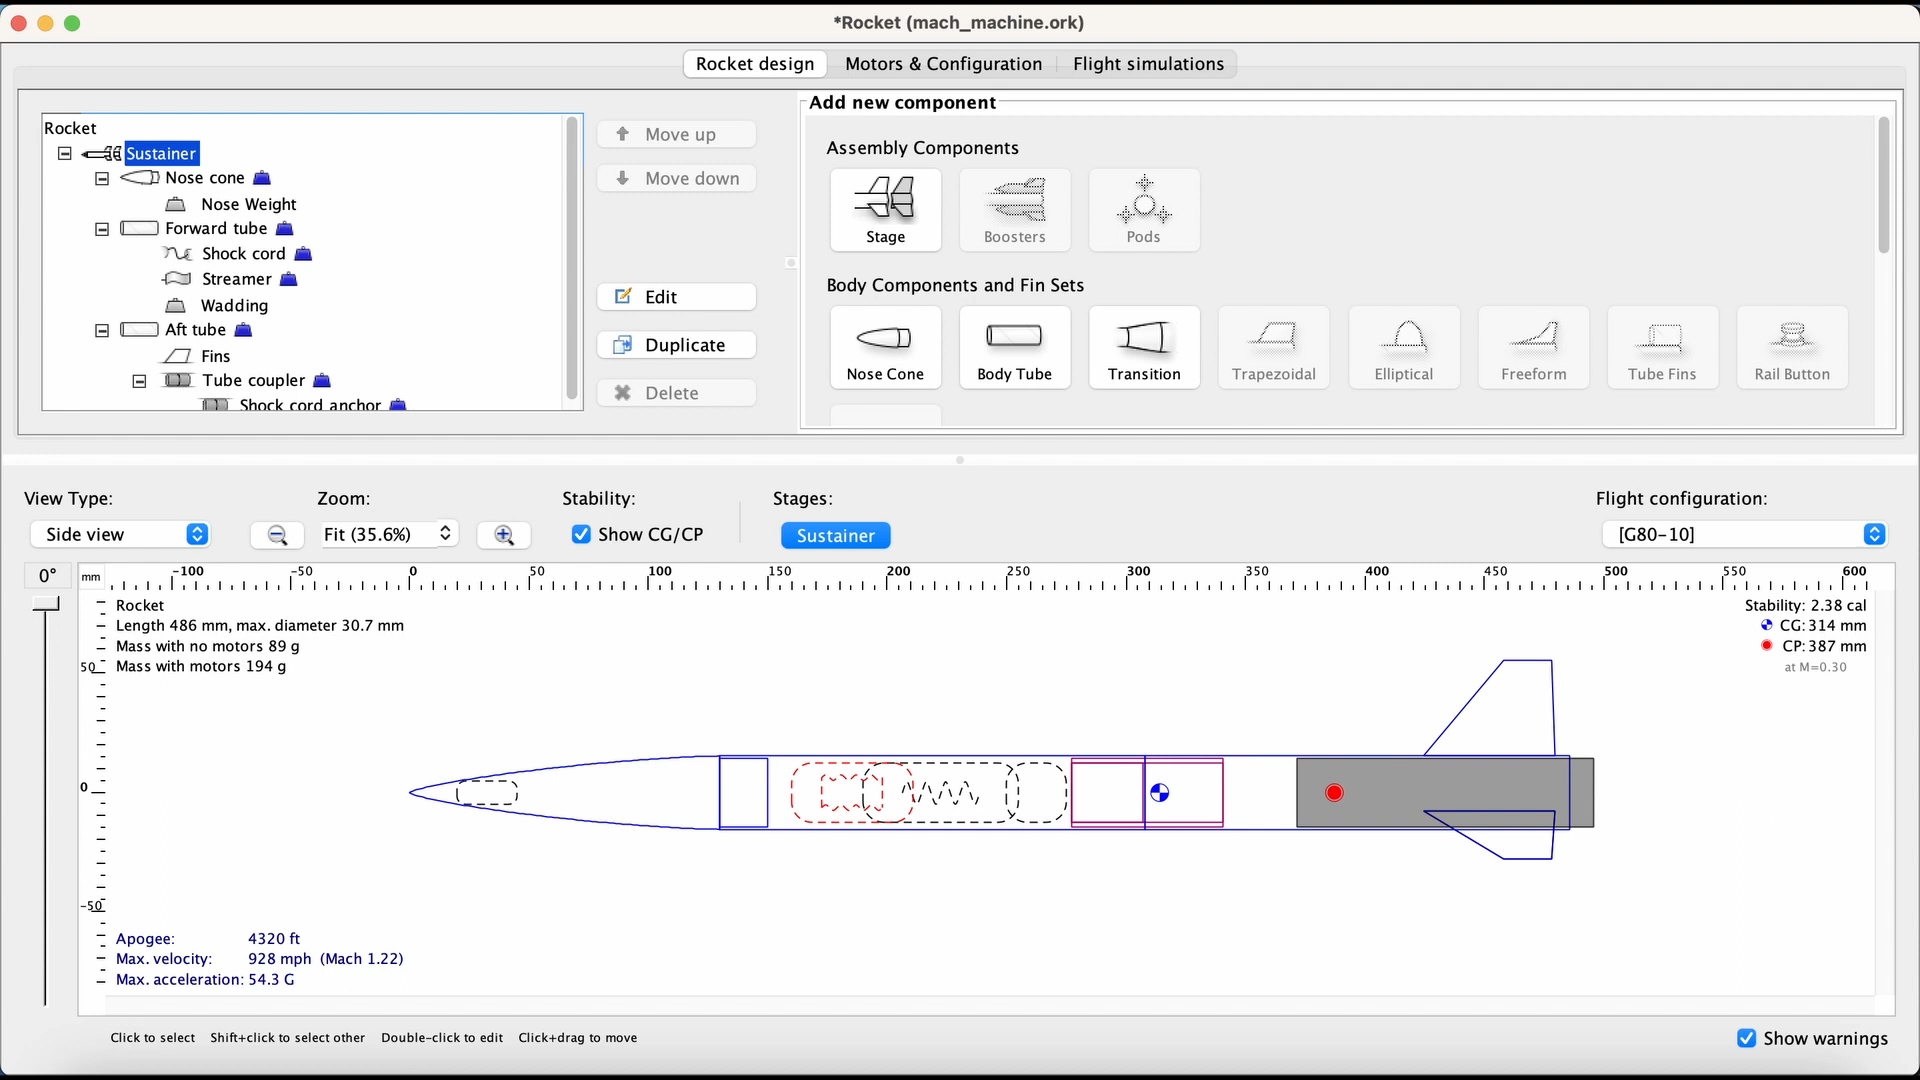 *Rocket (mach_machine.ork)
Rocket design Motors & Configuration Flight simulations
Rocket
Sustainer
Nose cone
Nose Weight
Forward tube
Shock cord
Streamer
Wadding
Aft tube
Fins
Tube coupler
Shock cord anchor
Move up
Move down
Edit
Duplicate
Delete
Add new component
Assembly Components
Stage Boosters Pods
Body Components and Fin Sets
Nose Cone Body Tube Transition Trapezoidal Elliptical Freeform Tube Fins Rail Button
View Type: Zoom: Stability: Stages: Flight configuration:
Side view Fit (35.6%) Show CG/CP Sustainer [G80-10]
0° mm -100 -50 0 50 100 150 200 250 300 350 400 450 500 550 600
Rocket
Length 486 mm, max. diameter 30.7 mm
Mass with no motors 89 g
Mass with motors 194 g
Stability: 2.38 cal
CG: 314 mm
CP: 387 mm
at M=0.30
50
0
-50
Apogee: 4320 ft
Max. velocity: 928 mph (Mach 1.22)
Max. acceleration: 54.3 G
Click to select Shift+click to select other Double-click to edit Click+drag to move
Show warnings